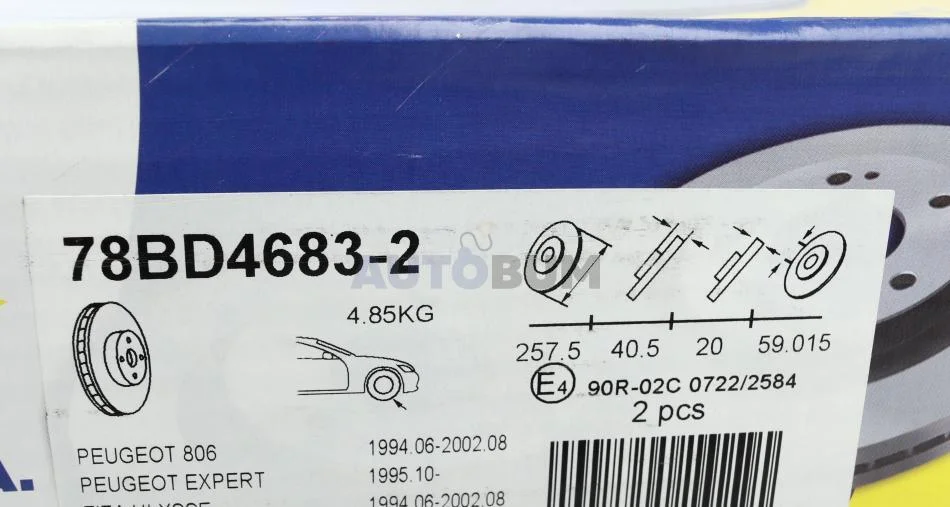 78BD4683-2
AUTOBUM
4.85KG
257.5 40.5 20 59.015
E4 90R-02C 0722/2584
2 pcs
PEUGEOT 806 1994.06-2002.08
PEUGEOT EXPERT 1995.10-
1994.06-2002.08
A.